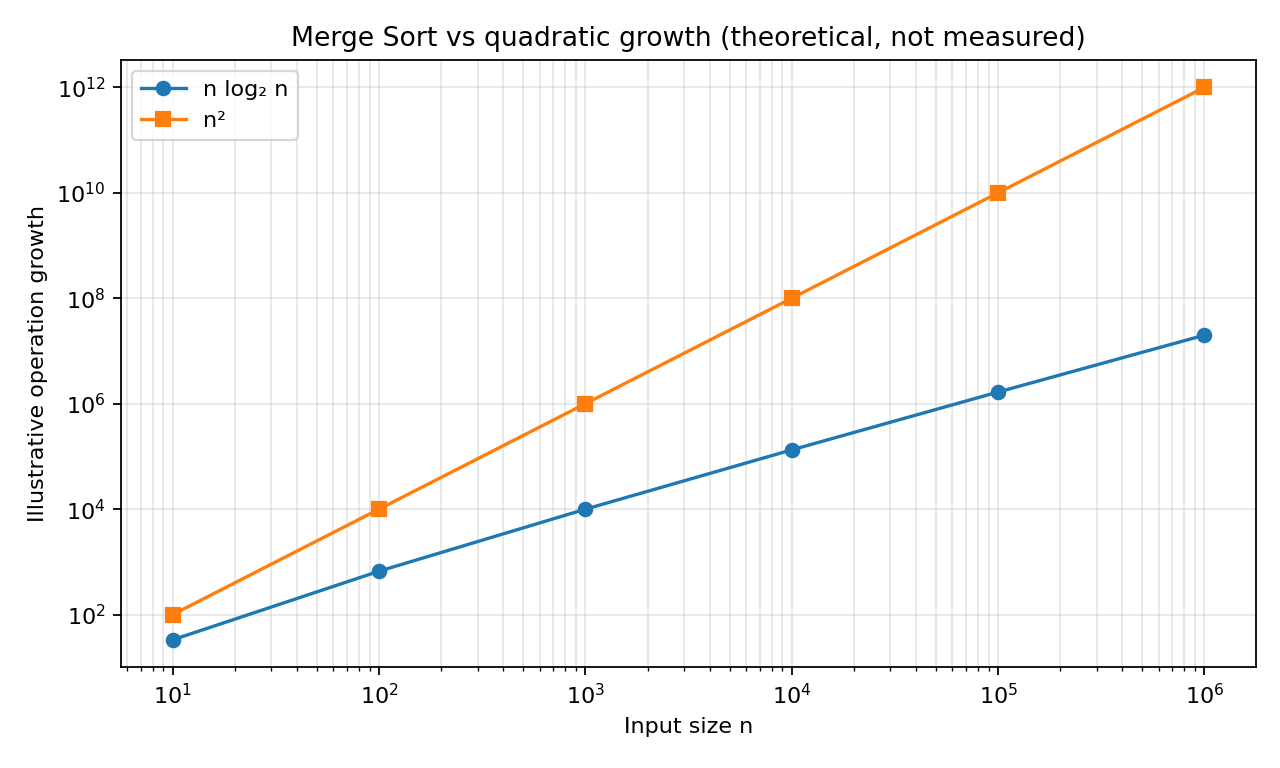 Merge Sort vs quadratic growth (theoretical, not measured)
n log₂ n
n²
Illustrative operation growth
10¹²
10¹⁰
10⁸
10⁶
10⁴
10²
10¹ 10² 10³ 10⁴ 10⁵ 10⁶
Input size n